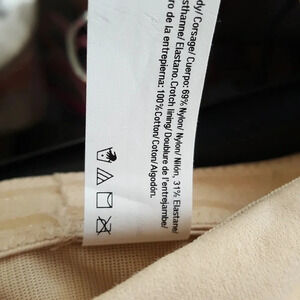 dy/ Corsage/ Cuerpo: 69% Nylon/ Nylon/ Nilón, 31% Elastane/
sthanne/ Elastano. Crotch lining/ Doublure de l'entrejambe/
ro de la entrepierna: 100% Cotton/ Coton/ Algodón.